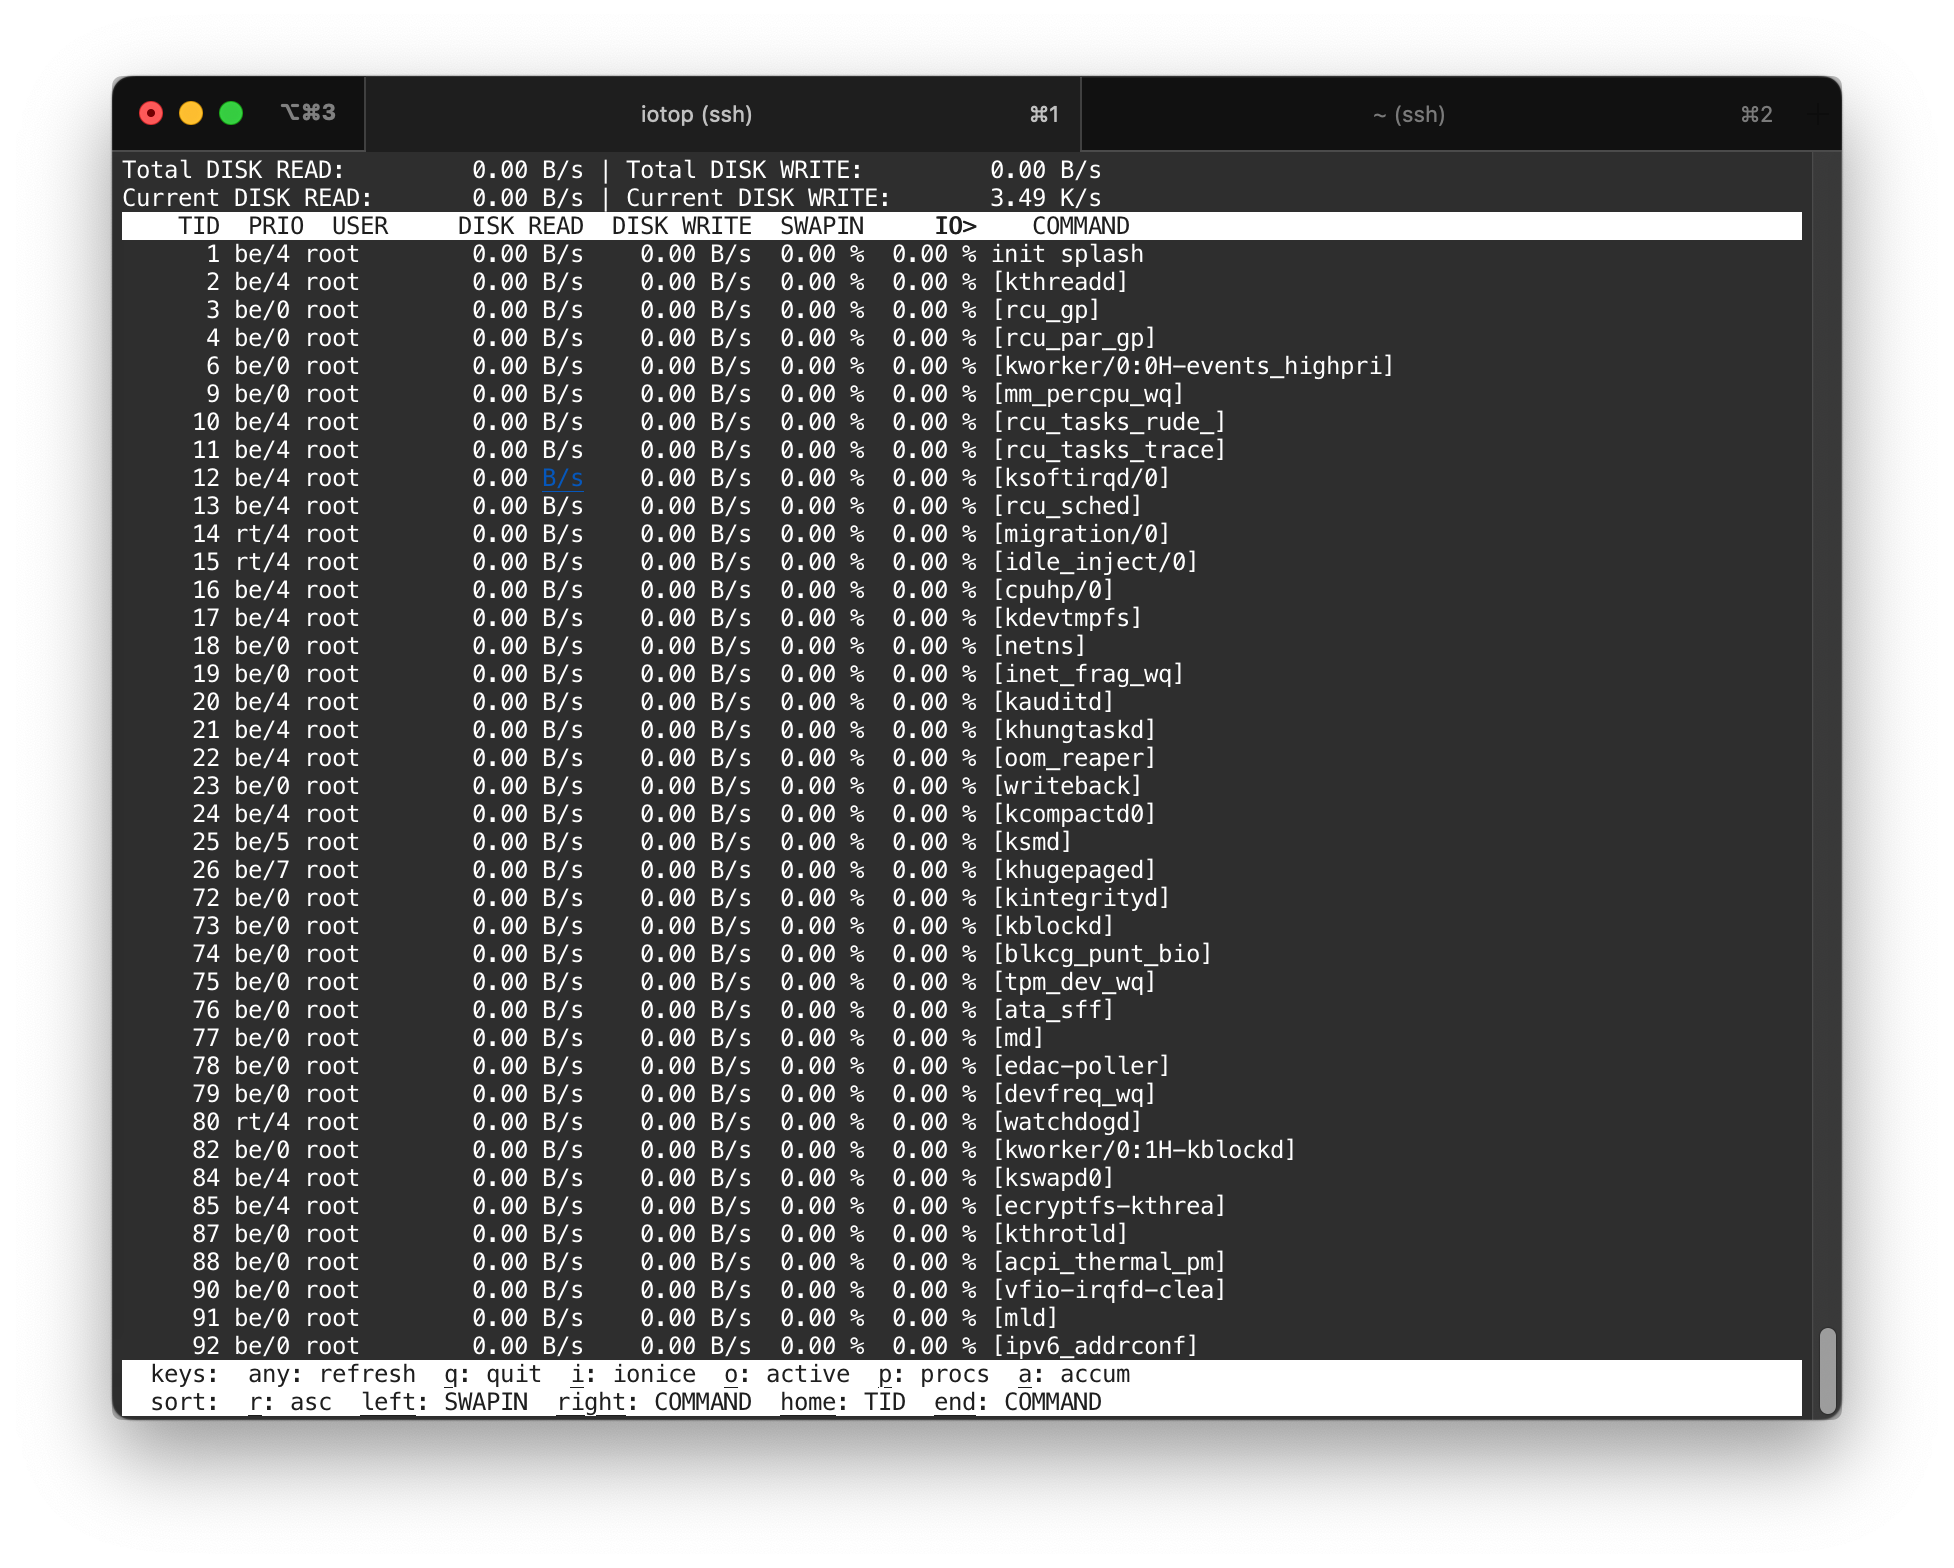 ⌥⌘3 iotop (ssh) ⌘1 ~ (ssh) ⌘2 +
Total DISK READ:         0.00 B/s | Total DISK WRITE:         0.00 B/s
Current DISK READ:       0.00 B/s | Current DISK WRITE:       3.49 K/s
    TID  PRIO  USER     DISK READ  DISK WRITE  SWAPIN     IO>    COMMAND
      1 be/4 root        0.00 B/s    0.00 B/s  0.00 %  0.00 % init splash
      2 be/4 root        0.00 B/s    0.00 B/s  0.00 %  0.00 % [kthreadd]
      3 be/0 root        0.00 B/s    0.00 B/s  0.00 %  0.00 % [rcu_gp]
      4 be/0 root        0.00 B/s    0.00 B/s  0.00 %  0.00 % [rcu_par_gp]
      6 be/0 root        0.00 B/s    0.00 B/s  0.00 %  0.00 % [kworker/0:0H-events_highpri]
      9 be/0 root        0.00 B/s    0.00 B/s  0.00 %  0.00 % [mm_percpu_wq]
     10 be/4 root        0.00 B/s    0.00 B/s  0.00 %  0.00 % [rcu_tasks_rude_]
     11 be/4 root        0.00 B/s    0.00 B/s  0.00 %  0.00 % [rcu_tasks_trace]
     12 be/4 root        0.00 B/s    0.00 B/s  0.00 %  0.00 % [ksoftirqd/0]
     13 be/4 root        0.00 B/s    0.00 B/s  0.00 %  0.00 % [rcu_sched]
     14 rt/4 root        0.00 B/s    0.00 B/s  0.00 %  0.00 % [migration/0]
     15 rt/4 root        0.00 B/s    0.00 B/s  0.00 %  0.00 % [idle_inject/0]
     16 be/4 root        0.00 B/s    0.00 B/s  0.00 %  0.00 % [cpuhp/0]
     17 be/4 root        0.00 B/s    0.00 B/s  0.00 %  0.00 % [kdevtmpfs]
     18 be/0 root        0.00 B/s    0.00 B/s  0.00 %  0.00 % [netns]
     19 be/0 root        0.00 B/s    0.00 B/s  0.00 %  0.00 % [inet_frag_wq]
     20 be/4 root        0.00 B/s    0.00 B/s  0.00 %  0.00 % [kauditd]
     21 be/4 root        0.00 B/s    0.00 B/s  0.00 %  0.00 % [khungtaskd]
     22 be/4 root        0.00 B/s    0.00 B/s  0.00 %  0.00 % [oom_reaper]
     23 be/0 root        0.00 B/s    0.00 B/s  0.00 %  0.00 % [writeback]
     24 be/4 root        0.00 B/s    0.00 B/s  0.00 %  0.00 % [kcompactd0]
     25 be/5 root        0.00 B/s    0.00 B/s  0.00 %  0.00 % [ksmd]
     26 be/7 root        0.00 B/s    0.00 B/s  0.00 %  0.00 % [khugepaged]
     72 be/0 root        0.00 B/s    0.00 B/s  0.00 %  0.00 % [kintegrityd]
     73 be/0 root        0.00 B/s    0.00 B/s  0.00 %  0.00 % [kblockd]
     74 be/0 root        0.00 B/s    0.00 B/s  0.00 %  0.00 % [blkcg_punt_bio]
     75 be/0 root        0.00 B/s    0.00 B/s  0.00 %  0.00 % [tpm_dev_wq]
     76 be/0 root        0.00 B/s    0.00 B/s  0.00 %  0.00 % [ata_sff]
     77 be/0 root        0.00 B/s    0.00 B/s  0.00 %  0.00 % [md]
     78 be/0 root        0.00 B/s    0.00 B/s  0.00 %  0.00 % [edac-poller]
     79 be/0 root        0.00 B/s    0.00 B/s  0.00 %  0.00 % [devfreq_wq]
     80 rt/4 root        0.00 B/s    0.00 B/s  0.00 %  0.00 % [watchdogd]
     82 be/0 root        0.00 B/s    0.00 B/s  0.00 %  0.00 % [kworker/0:1H-kblockd]
     84 be/4 root        0.00 B/s    0.00 B/s  0.00 %  0.00 % [kswapd0]
     85 be/4 root        0.00 B/s    0.00 B/s  0.00 %  0.00 % [ecryptfs-kthrea]
     87 be/0 root        0.00 B/s    0.00 B/s  0.00 %  0.00 % [kthrotld]
     88 be/0 root        0.00 B/s    0.00 B/s  0.00 %  0.00 % [acpi_thermal_pm]
     90 be/0 root        0.00 B/s    0.00 B/s  0.00 %  0.00 % [vfio-irqfd-clea]
     91 be/0 root        0.00 B/s    0.00 B/s  0.00 %  0.00 % [mld]
     92 be/0 root        0.00 B/s    0.00 B/s  0.00 %  0.00 % [ipv6_addrconf]
  keys:  any: refresh  q: quit  i: ionice  o: active  p: procs  a: accum
  sort:  r: asc  left: SWAPIN  right: COMMAND  home: TID  end: COMMAND